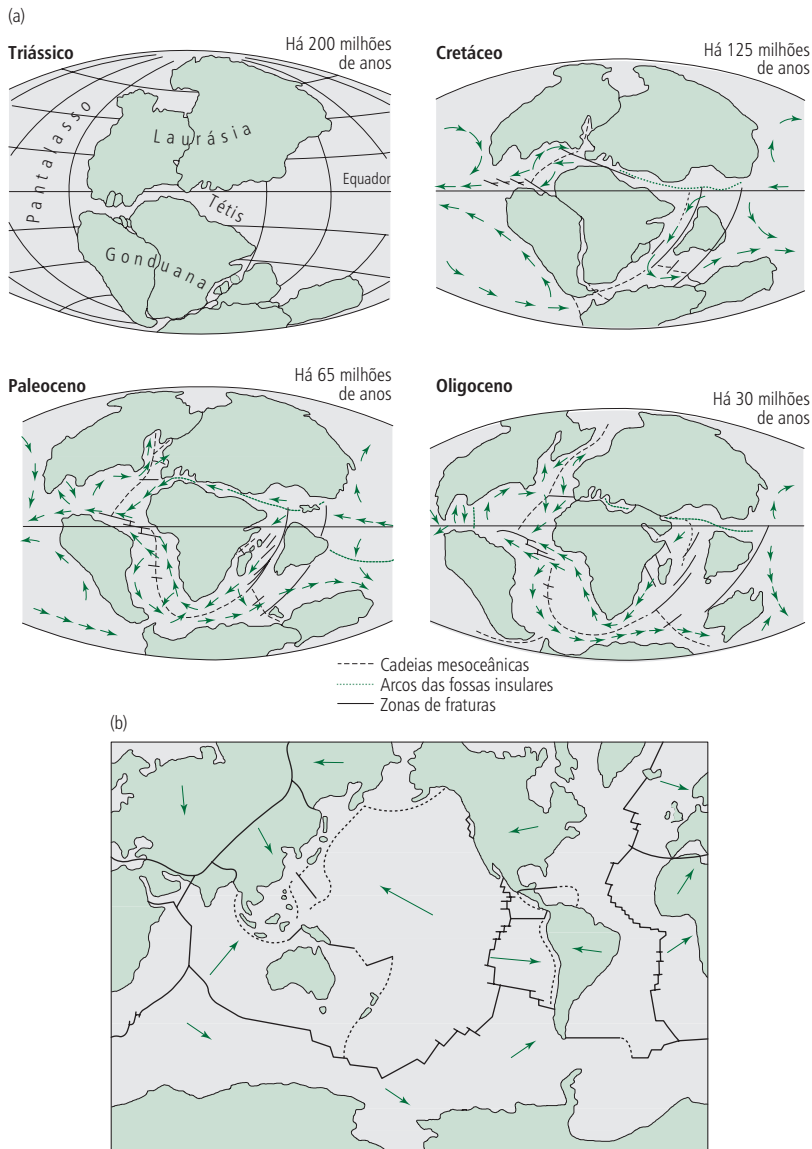 (a)
Triássico
Há 200 milhões
de anos
Pantalasso
Laurásia
Equador
Tétis
Gonduana
Cretáceo
Há 125 milhões
de anos
Paleoceno
Há 65 milhões
de anos
Oligoceno
Há 30 milhões
de anos
Cadeias mesoceânicas
Arcos das fossas insulares
Zonas de fraturas
(b)